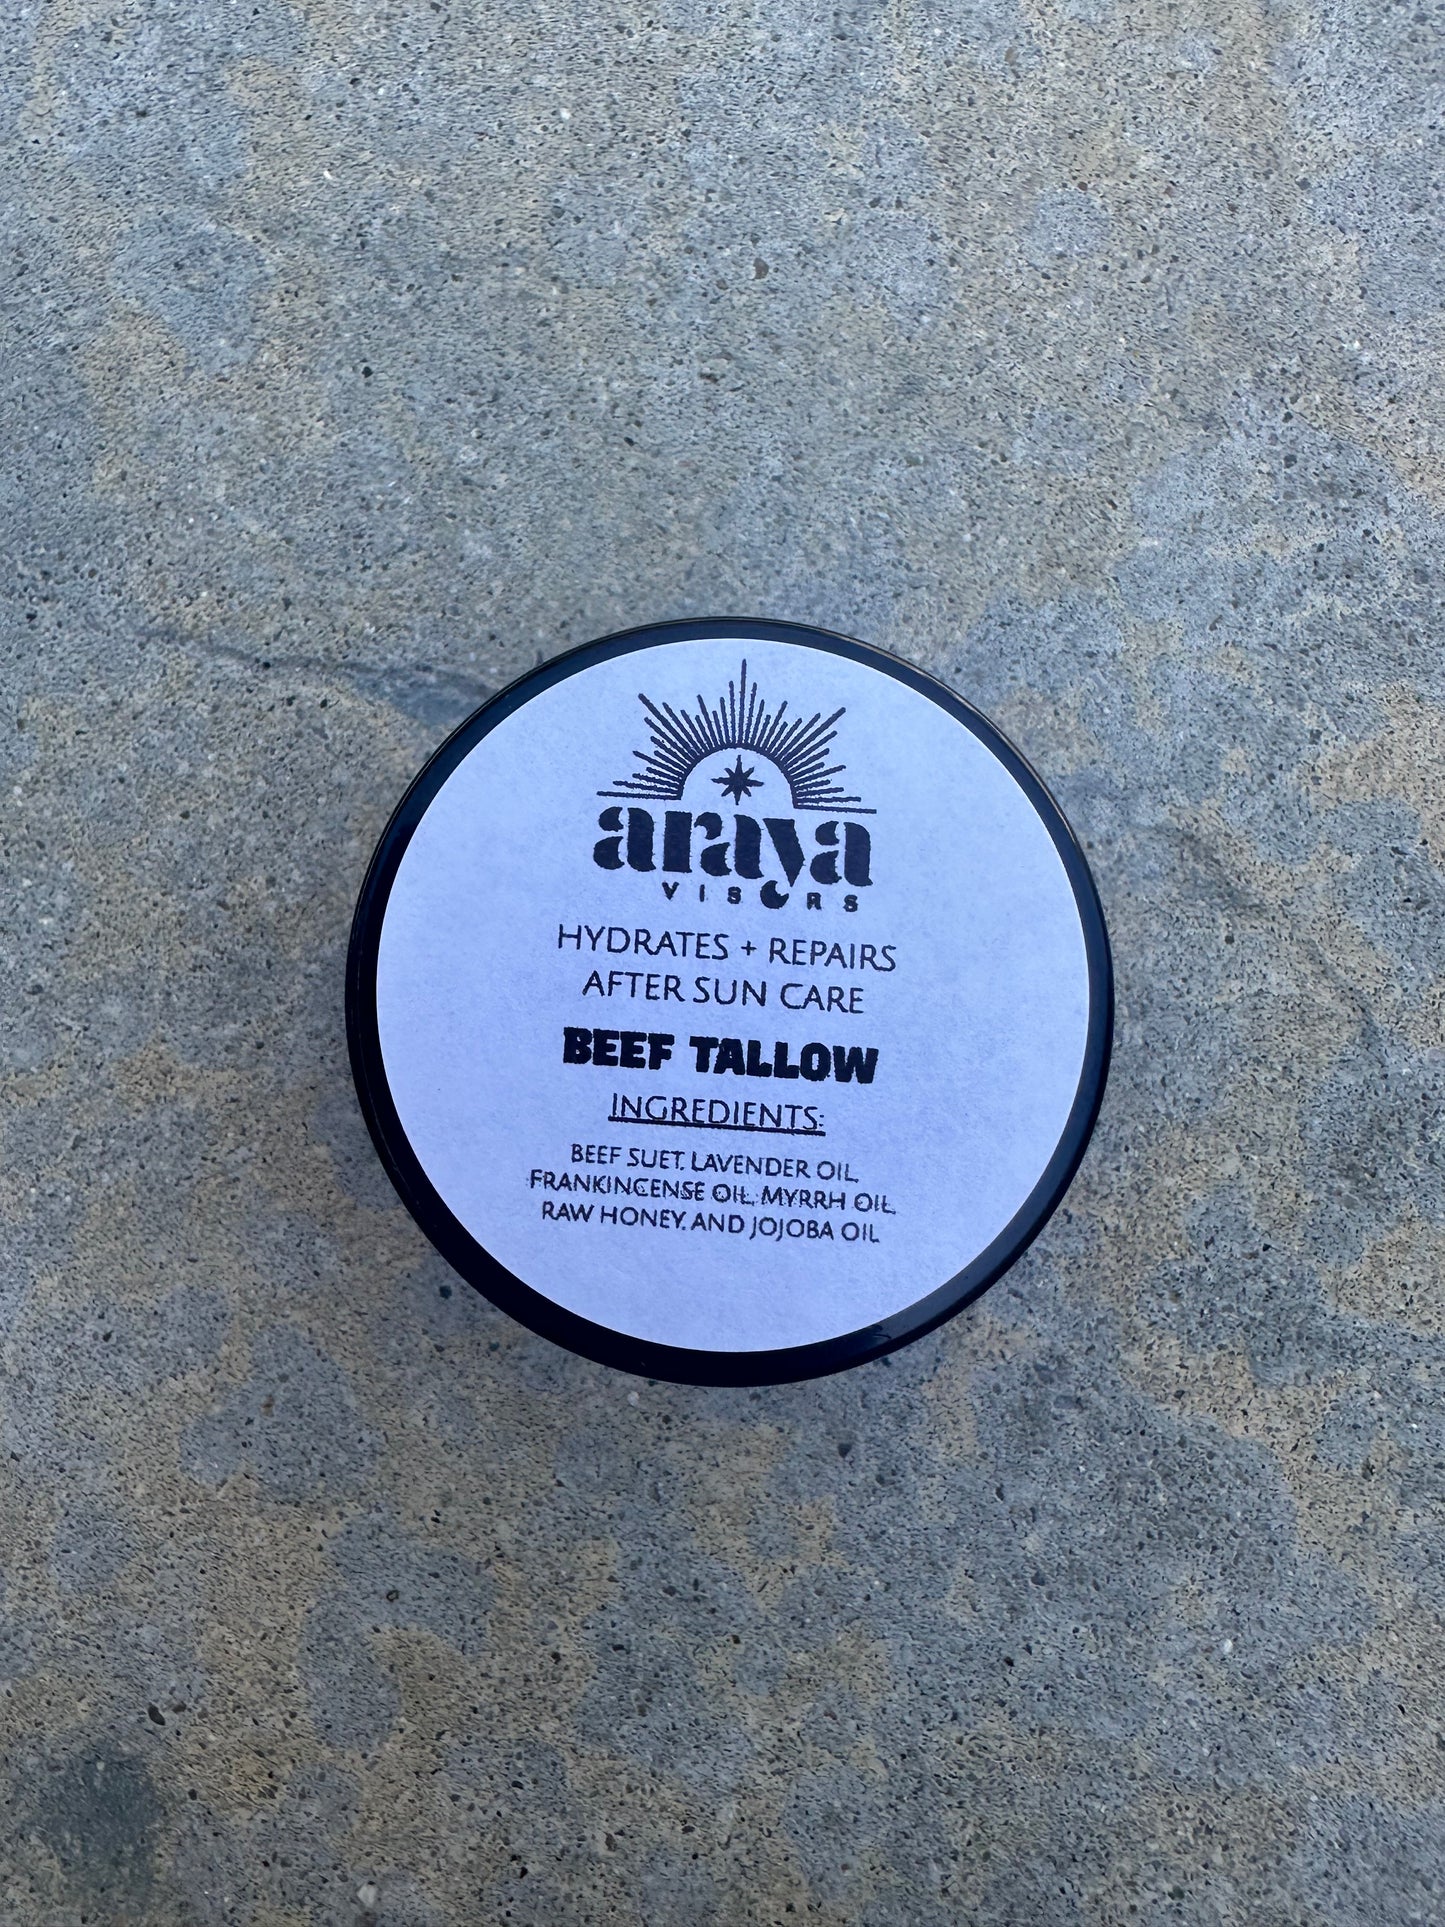 araya
VISORS
HYDRATES + REPAIRS
AFTER SUN CARE
BEEF TALLOW
INGREDIENTS:
BEEF SUET, LAVENDER OIL,
FRANKINCENSE OIL, MYRRH OIL,
RAW HONEY, AND JOJOBA OIL